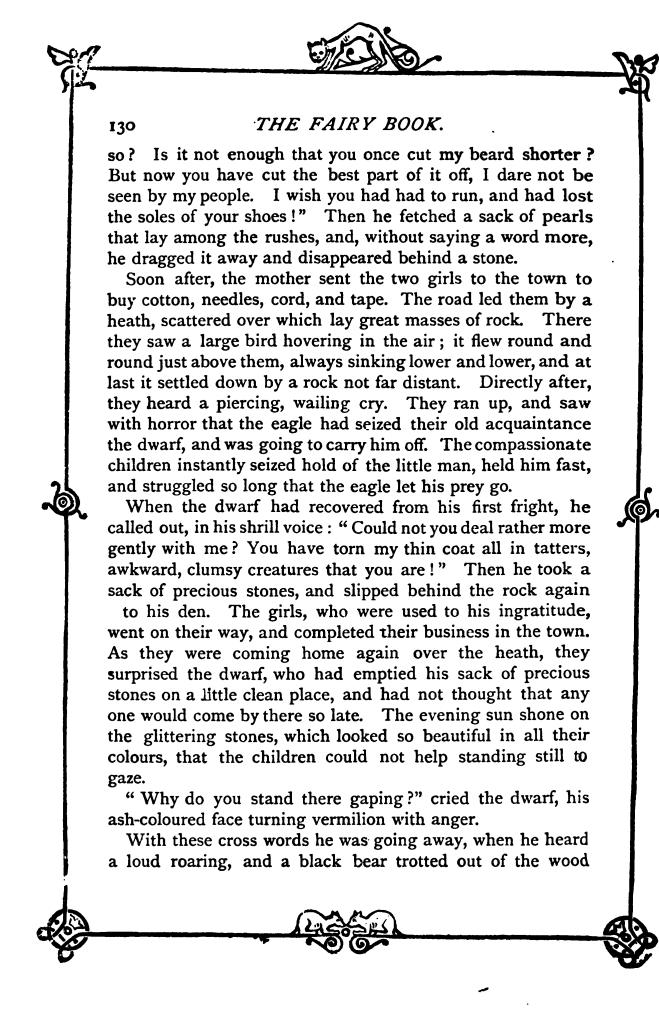 130 THE FAIRY BOOK.
so? Is it not enough that you once cut my beard shorter?
But now you have cut the best part of it off, I dare not be
seen by my people. I wish you had had to run, and had lost
the soles of your shoes!" Then he fetched a sack of pearls
that lay among the rushes, and, without saying a word more,
he dragged it away and disappeared behind a stone.
Soon after, the mother sent the two girls to the town to
buy cotton, needles, cord, and tape. The road led them by a
heath, scattered over which lay great masses of rock. There
they saw a large bird hovering in the air; it flew round and
round just above them, always sinking lower and lower, and at
last it settled down by a rock not far distant. Directly after,
they heard a piercing, wailing cry. They ran up, and saw
with horror that the eagle had seized their old acquaintance
the dwarf, and was going to carry him off. The compassionate
children instantly seized hold of the little man, held him fast,
and struggled so long that the eagle let his prey go.
When the dwarf had recovered from his first fright, he
called out, in his shrill voice: "Could not you deal rather more
gently with me? You have torn my thin coat all in tatters,
awkward, clumsy creatures that you are!" Then he took a
sack of precious stones, and slipped behind the rock again
to his den. The girls, who were used to his ingratitude,
went on their way, and completed their business in the town.
As they were coming home again over the heath, they
surprised the dwarf, who had emptied his sack of precious
stones on a little clean place, and had not thought that any
one would come by there so late. The evening sun shone on
the glittering stones, which looked so beautiful in all their
colours, that the children could not help standing still to
gaze.
"Why do you stand there gaping?" cried the dwarf, his
ash-coloured face turning vermilion with anger.
With these cross words he was going away, when he heard
a loud roaring, and a black bear trotted out of the wood